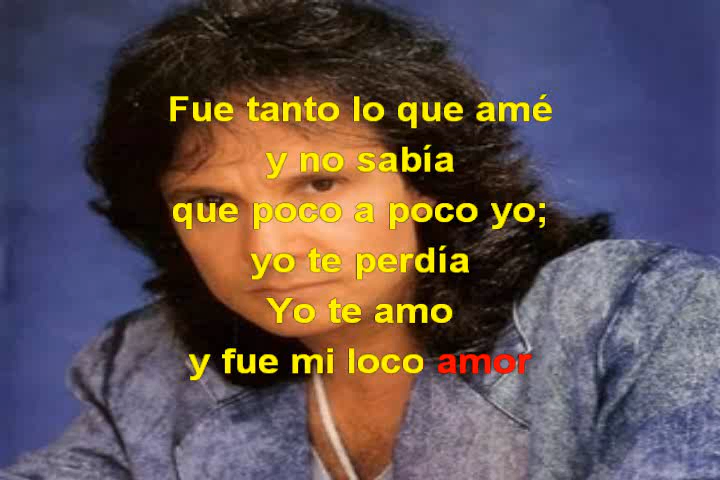 Fue tanto lo que amé
y no sabía
que poco a poco yo;
yo te perdía
Yo te amo
y fue mi loco amor